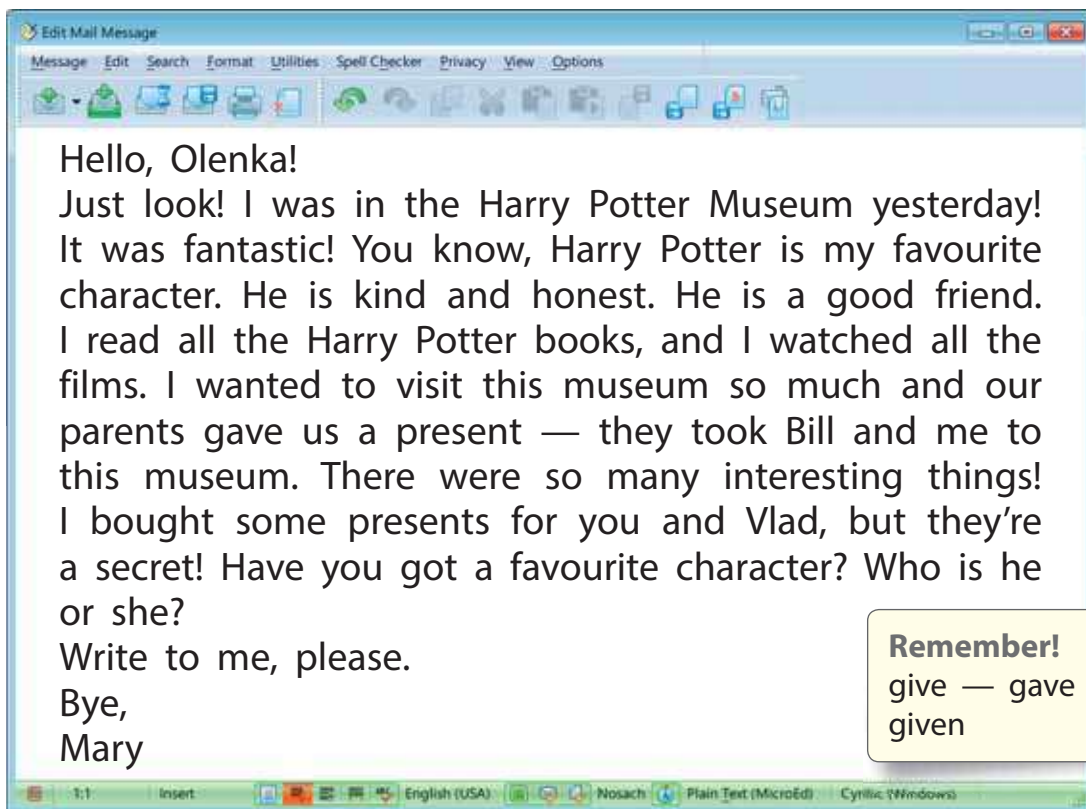 Edit Mail Message
Message Edit Search Format Utilities Spell Checker Privacy View Options
Hello, Olenka!
Just look! I was in the Harry Potter Museum yesterday!
It was fantastic! You know, Harry Potter is my favourite
character. He is kind and honest. He is a good friend.
I read all the Harry Potter books, and I watched all the
films. I wanted to visit this museum so much and our
parents gave us a present — they took Bill and me to
this museum. There were so many interesting things!
I bought some presents for you and Vlad, but they're
a secret! Have you got a favourite character? Who is he
or she?
Write to me, please.
Bye,
Mary
Remember!
give — gave
given
1:1 Insert English (USA) Nosach Plain Text (MicroEd) Cyrillic (Windows)